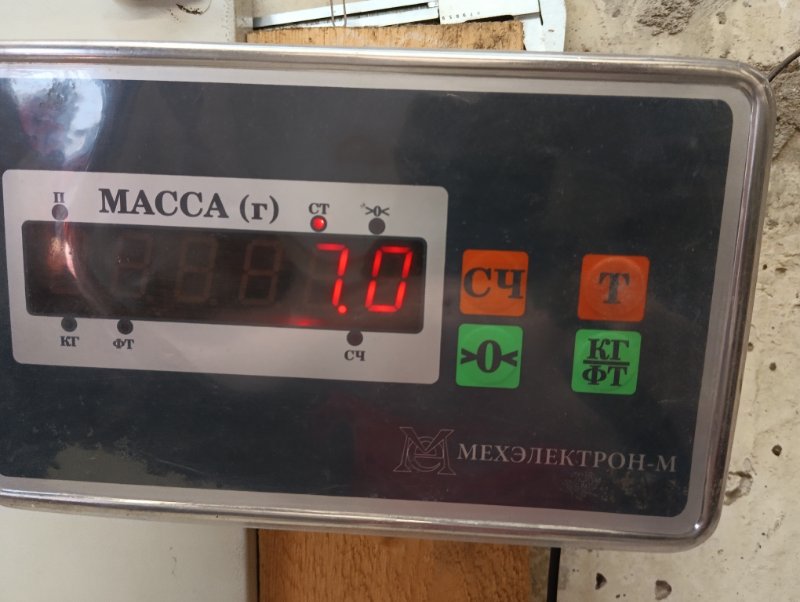 П МАССА (г) СТ >0<
7.0
КГ ФТ СЧ
СЧ Т
>0< КГ
ФТ
МЕХЭЛЕКТРОН-М